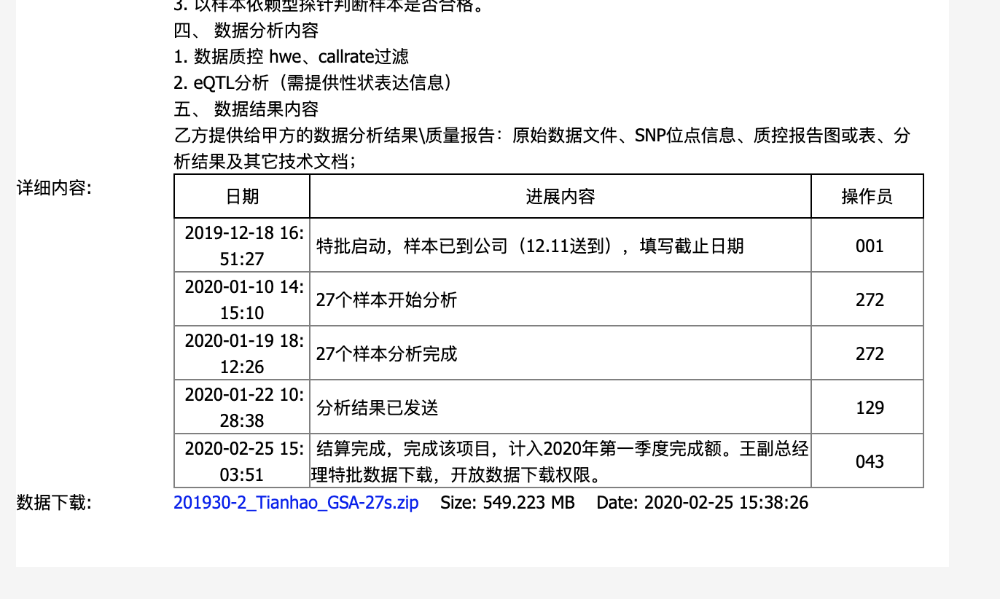 3. 以样本依赖型探针判断样本是否合格。
四、 数据分析内容
1. 数据质控 hwe、callrate过滤
2. eQTL分析（需提供性状表达信息）
五、 数据结果内容
乙方提供给甲方的数据分析结果\质量报告：原始数据文件、SNP位点信息、质控报告图或表、分
析结果及其它技术文档；
详细内容:
日期 进展内容 操作员
2019-12-18 16:
51:27
特批启动，样本已到公司（12.11送到），填写截止日期
001
2020-01-10 14:
15:10
27个样本开始分析
272
2020-01-19 18:
12:26
27个样本分析完成
272
2020-01-22 10:
28:38
分析结果已发送
129
2020-02-25 15:
03:51
结算完成，完成该项目，计入2020年第一季度完成额。王副总经
理特批数据下载，开放数据下载权限。
043
数据下载: 201930-2_Tianhao_GSA-27s.zip Size: 549.223 MB Date: 2020-02-25 15:38:26